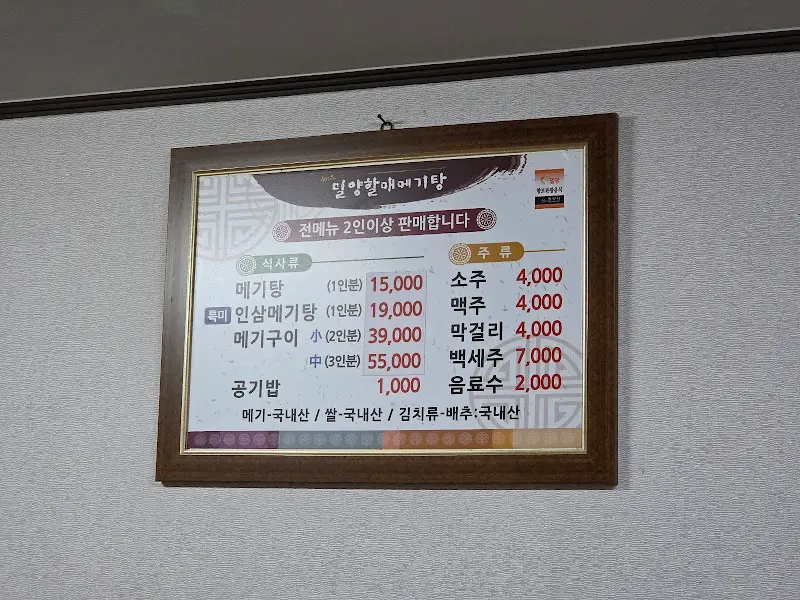 밀양할매메기탕
전메뉴 2인이상 판매합니다
식사류
메기탕 (1인분) 15,000
특미 인삼메기탕 (1인분) 19,000
메기구이 小 (2인분) 39,000
中 (3인분) 55,000
공기밥 1,000
주류
소주 4,000
맥주 4,000
막걸리 4,000
백세주 7,000
음료수 2,000
메기-국내산 / 쌀-국내산 / 김치류-배추:국내산